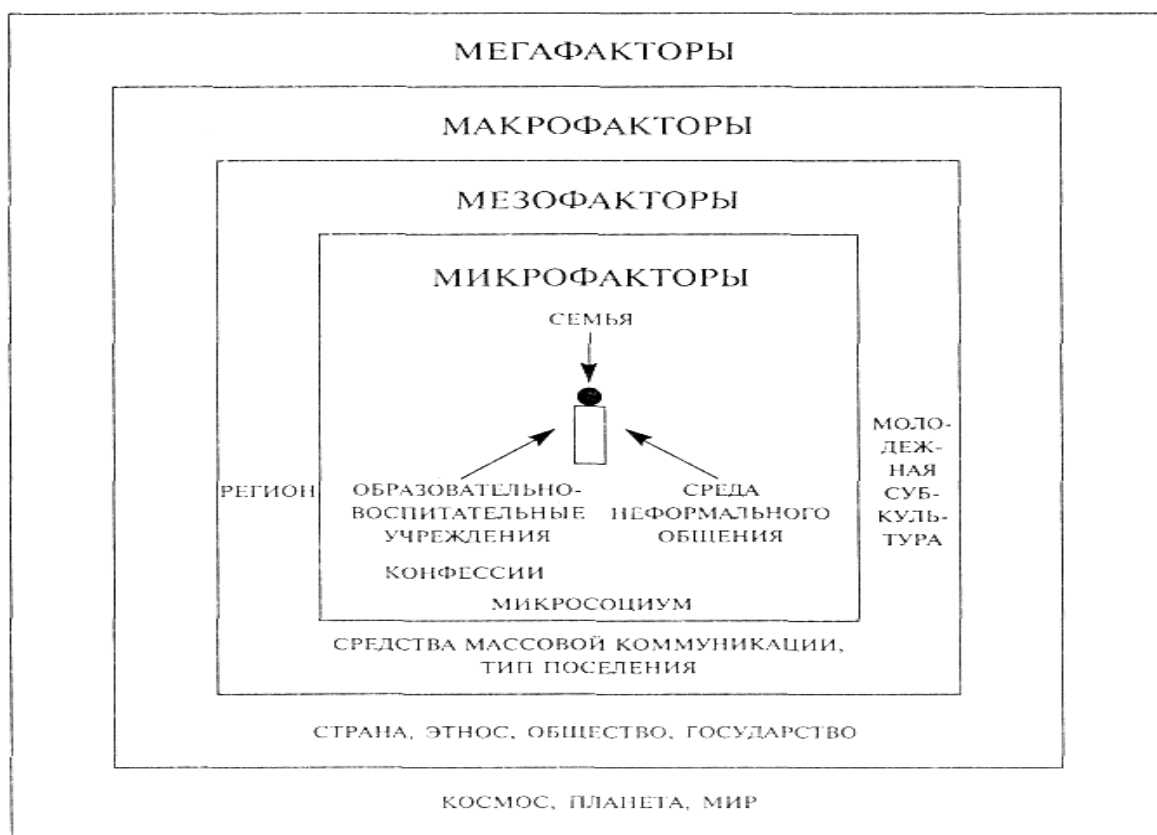 МЕГАФАКТОРЫ
МАКРОФАКТОРЫ
МЕЗОФАКТОРЫ
МИКРОФАКТОРЫ
СЕМЬЯ
РЕГИОН
ОБРАЗОВАТЕЛЬНО-
ВОСПИТАТЕЛЬНЫЕ
УЧРЕЖДЕНИЯ
СРЕДА
НЕФОРМАЛЬНОГО
ОБЩЕНИЯ
МОЛО-
ДЕЖ-
НАЯ
СУБ-
КУЛЬ-
ТУРА
КОНФЕССИИ
МИКРОСОЦИУМ
СРЕДСТВА МАССОВОЙ КОММУНИКАЦИИ,
ТИП ПОСЕЛЕНИЯ
СТРАНА, ЭТНОС, ОБЩЕСТВО, ГОСУДАРСТВО
КОСМОС, ПЛАНЕТА, МИР